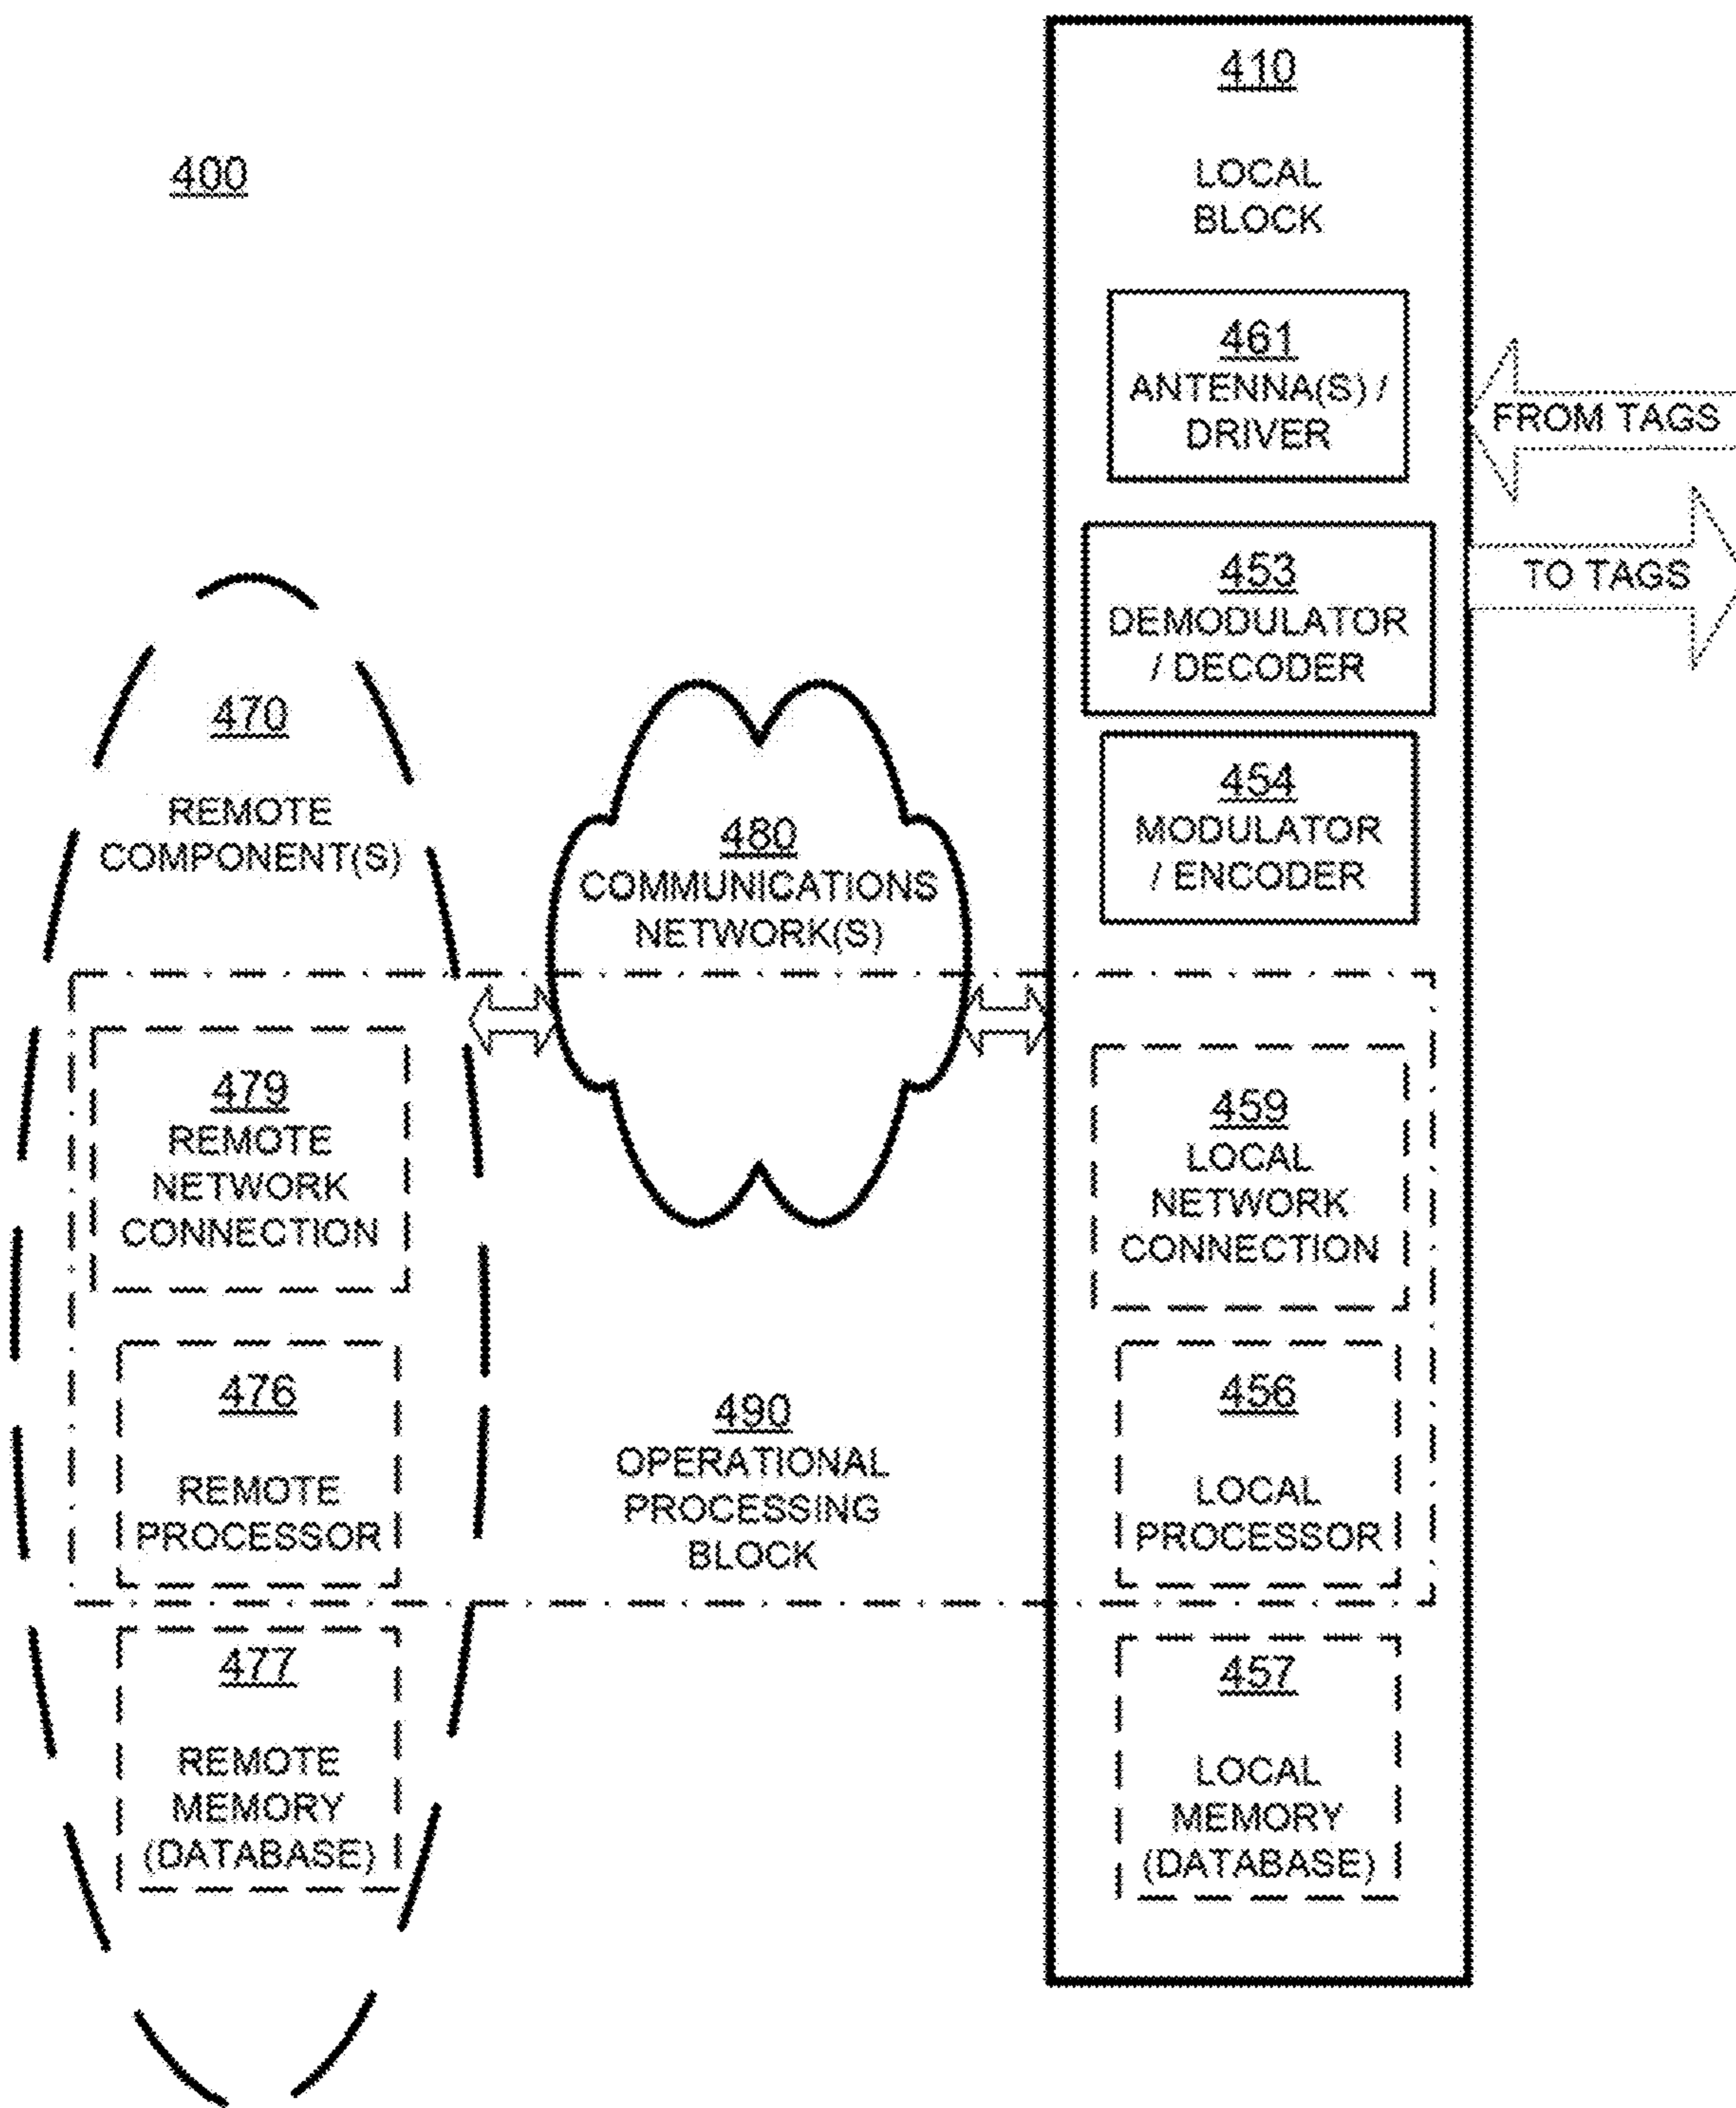 400
410
LOCAL
BLOCK
461
ANTENNA(S) /
DRIVER
FROM TAGS
TO TAGS
453
DEMODULATOR
/ DECODER
454
MODULATOR
/ ENCODER
470
REMOTE
COMPONENT(S)
480
COMMUNICATIONS
NETWORK(S)
479
REMOTE
NETWORK
CONNECTION
459
LOCAL
NETWORK
CONNECTION
476
REMOTE
PROCESSOR
490
OPERATIONAL
PROCESSING
BLOCK
456
LOCAL
PROCESSOR
477
REMOTE
MEMORY
(DATABASE)
457
LOCAL
MEMORY
(DATABASE)